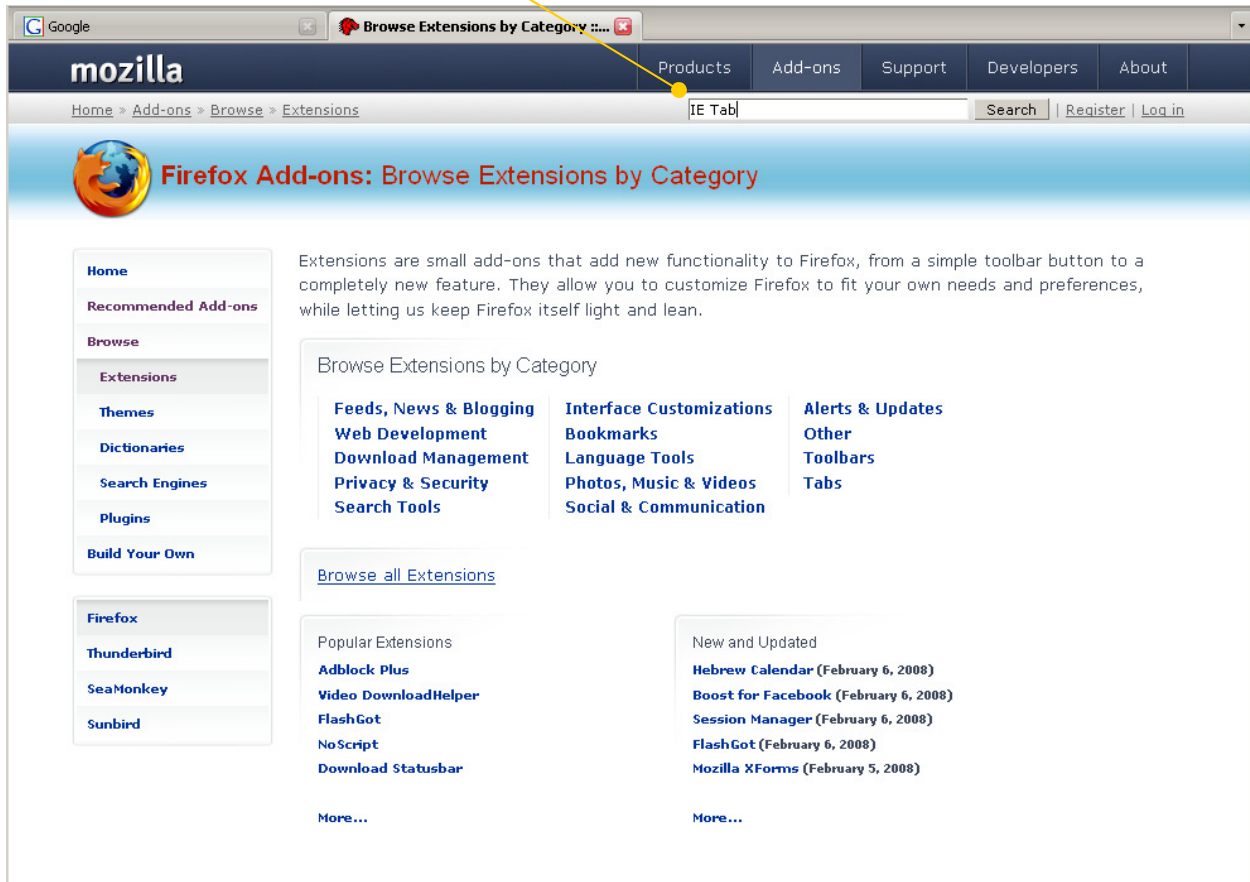 Google
Browse Extensions by Category ::...
mozilla
Products Add-ons Support Developers About
Home » Add-ons » Browse » Extensions
IE Tab
Search | Register | Log in
Firefox Add-ons: Browse Extensions by Category
Home
Recommended Add-ons
Browse
Extensions
Themes
Dictionaries
Search Engines
Plugins
Build Your Own
Firefox
Thunderbird
SeaMonkey
Sunbird
Extensions are small add-ons that add new functionality to Firefox, from a simple toolbar button to a
completely new feature. They allow you to customize Firefox to fit your own needs and preferences,
while letting us keep Firefox itself light and lean.
Browse Extensions by Category
Feeds, News & Blogging
Web Development
Download Management
Privacy & Security
Search Tools
Interface Customizations
Bookmarks
Language Tools
Photos, Music & Videos
Social & Communication
Alerts & Updates
Other
Toolbars
Tabs
Browse all Extensions
Popular Extensions
Adblock Plus
Video DownloadHelper
FlashGot
NoScript
Download Statusbar
More...
New and Updated
Hebrew Calendar (February 6, 2008)
Boost for Facebook (February 6, 2008)
Session Manager (February 6, 2008)
FlashGot (February 6, 2008)
Mozilla XForms (February 5, 2008)
More...